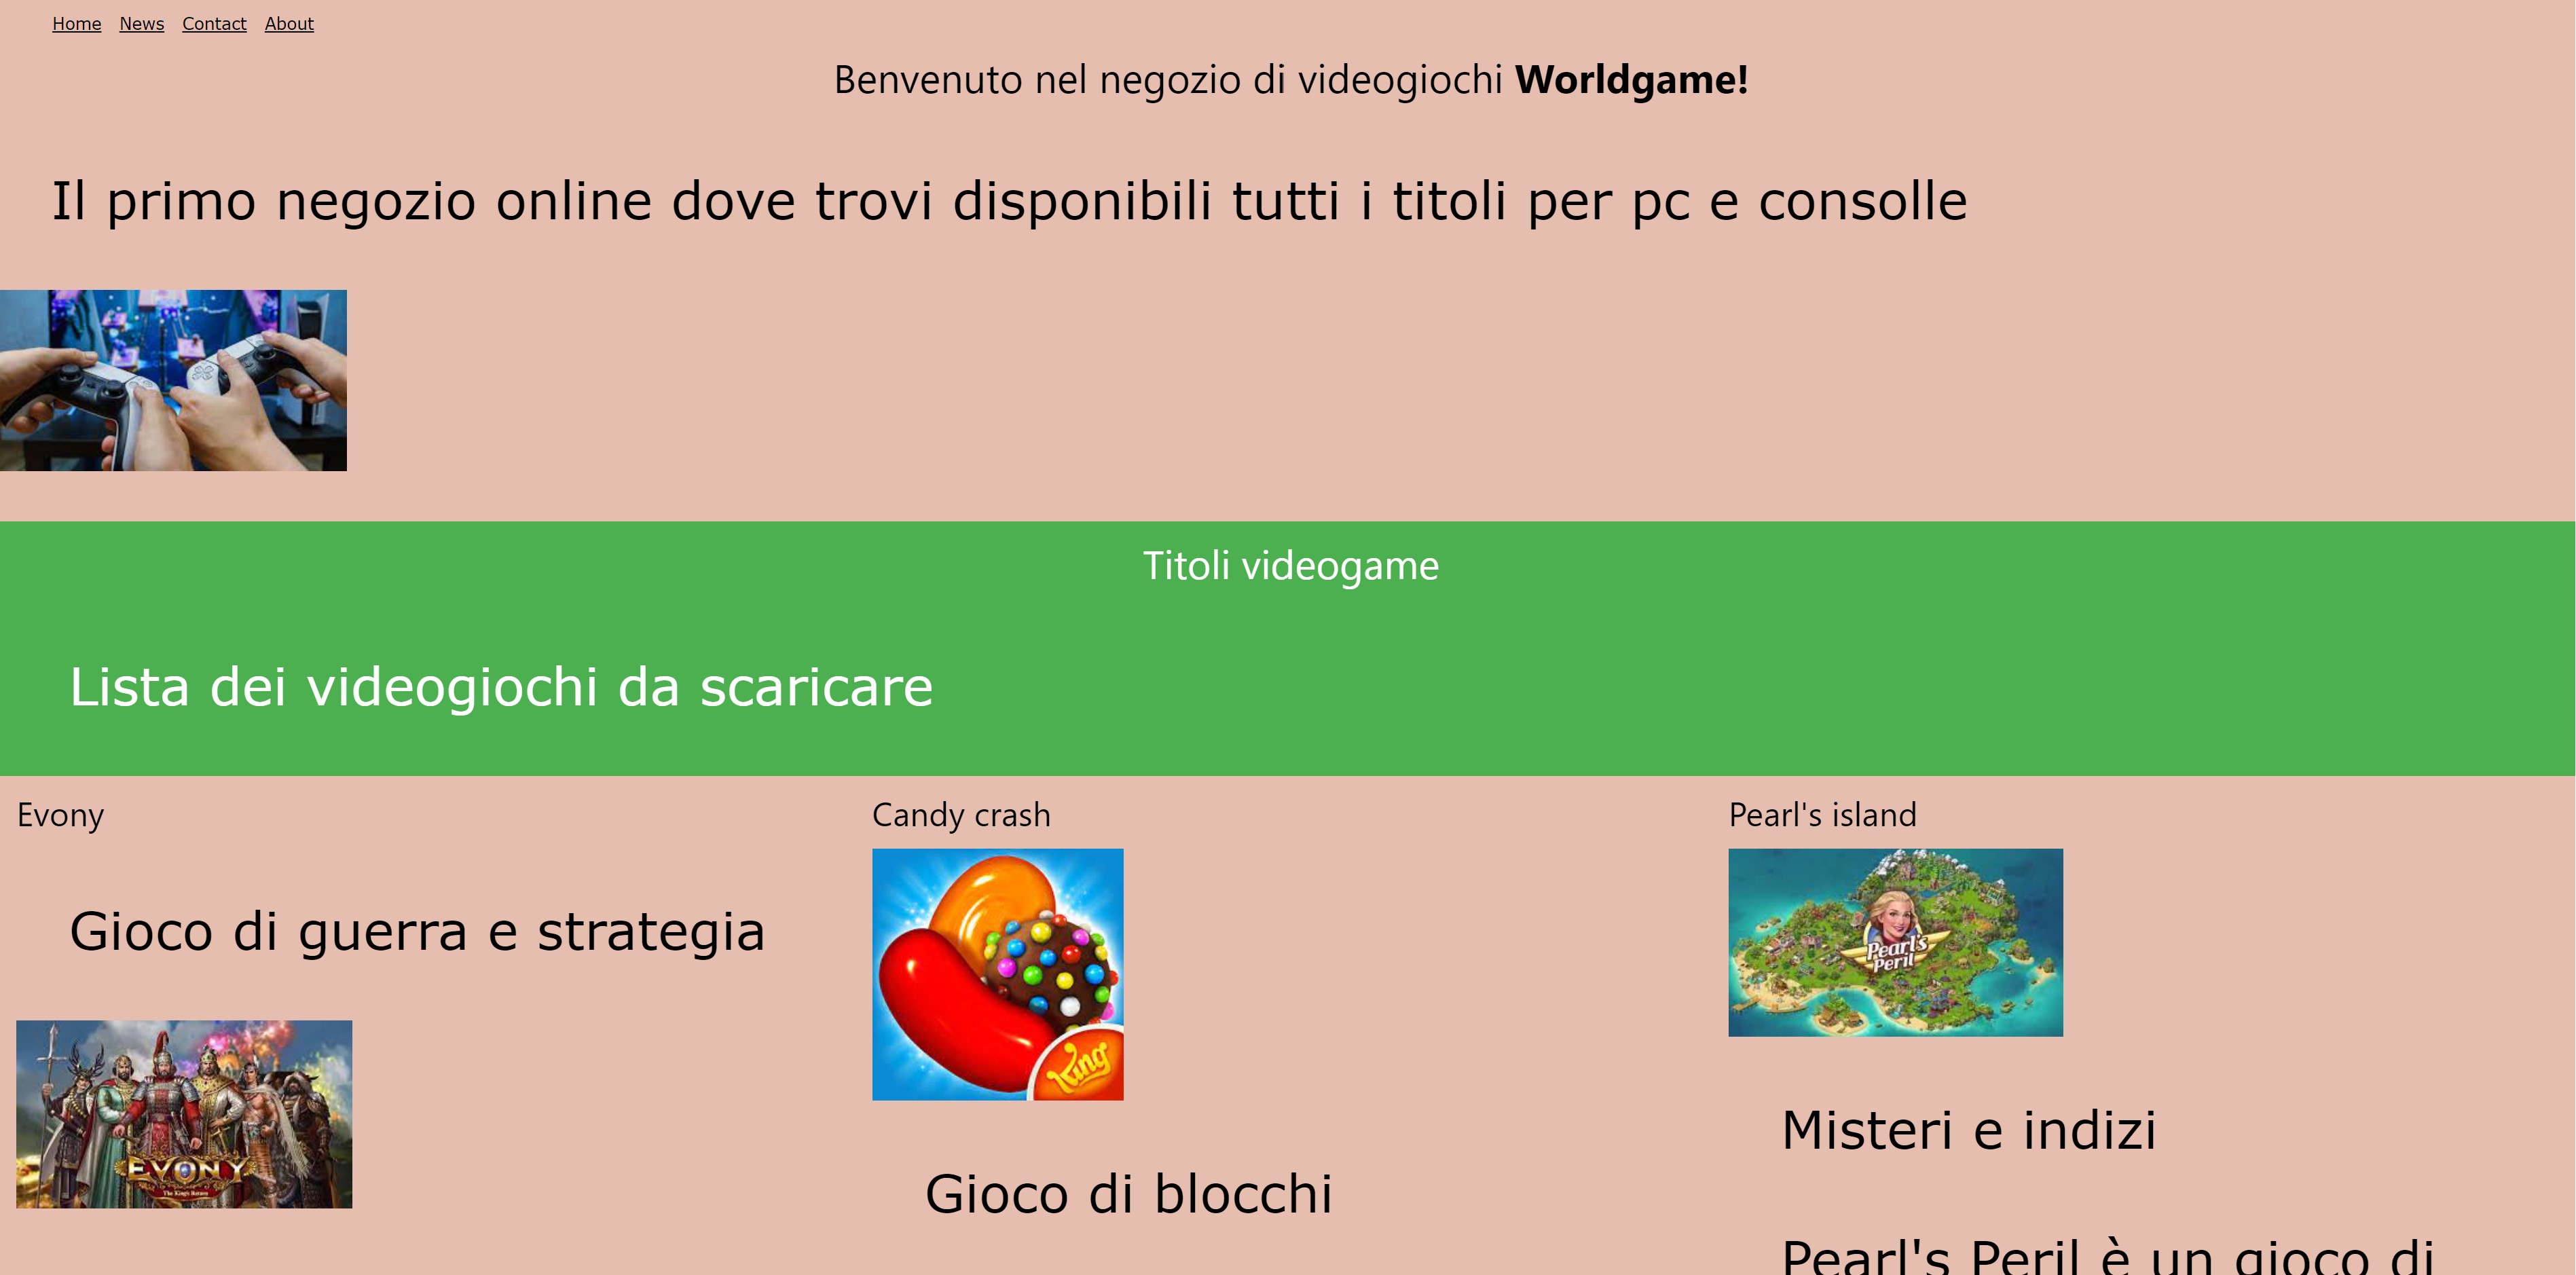 Home News Contact About
Benvenuto nel negozio di videogiochi Worldgame!
Il primo negozio online dove trovi disponibili tutti i titoli per pc e consolle
Titoli videogame
Lista dei videogiochi da scaricare
Evony
Gioco di guerra e strategia
EVONY
The King's Return
Candy crash
King
Gioco di blocchi
Pearl's island
Pearl's
Peril
Misteri e indizi
Pearl's Peril è un gioco di